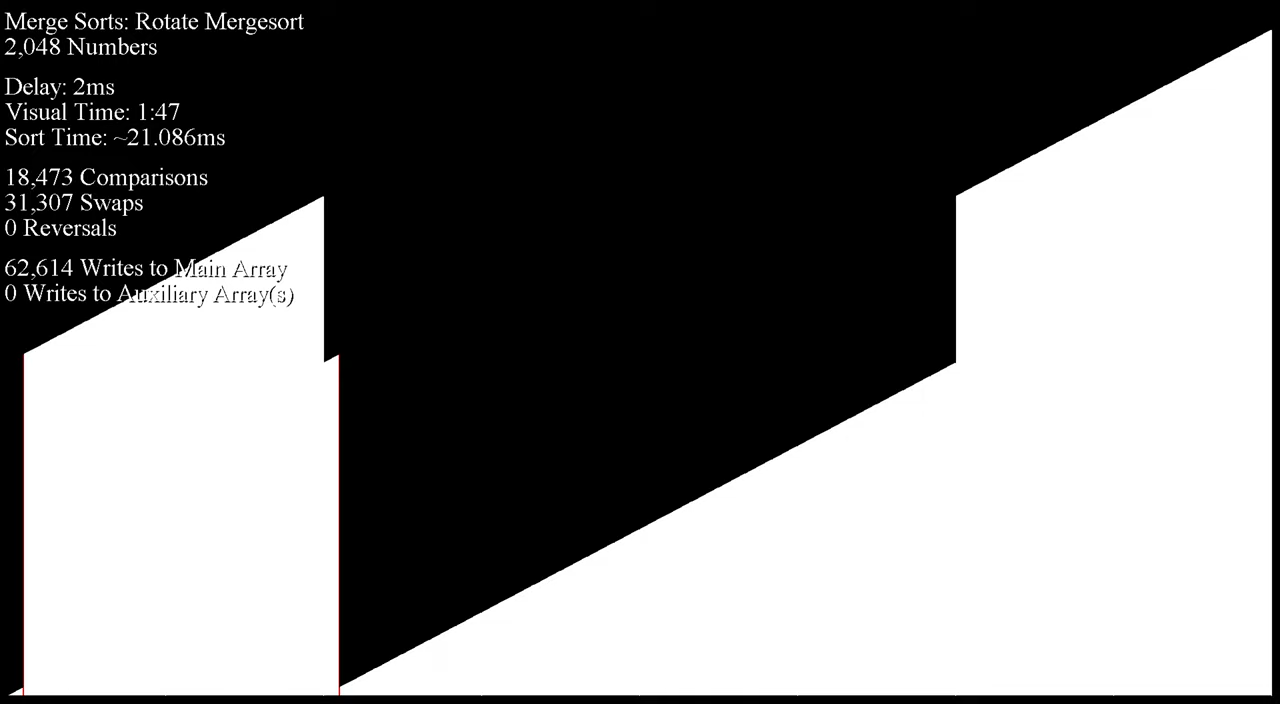 Merge Sorts: Rotate Mergesort
2,048 Numbers
Delay: 2ms
Visual Time: 1:47
Sort Time: ~21.086ms
18,473 Comparisons
31,307 Swaps
0 Reversals
62,614 Writes to Main Array
0 Writes to Auxiliary Array(s)